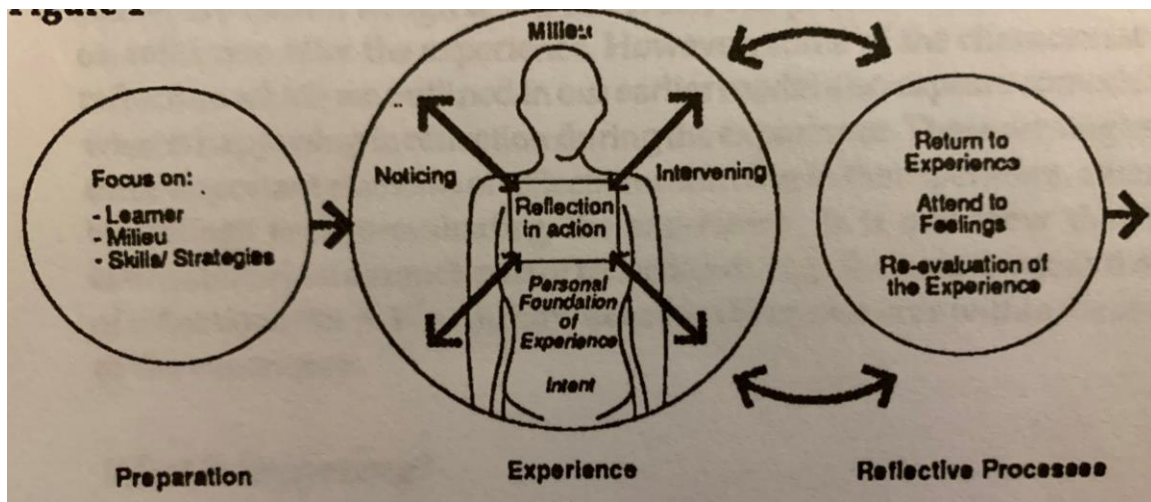 Milieu
Focus on:
- Learner
- Milieu
- Skills/ Strategies
Noticing
Intervening
Reflection
in action
Personal
Foundation
of
Experience
Intent
Return to
Experience
Attend to
Feelings
Re-evaluation of
the Experience
Preparation
Experience
Reflective Processes